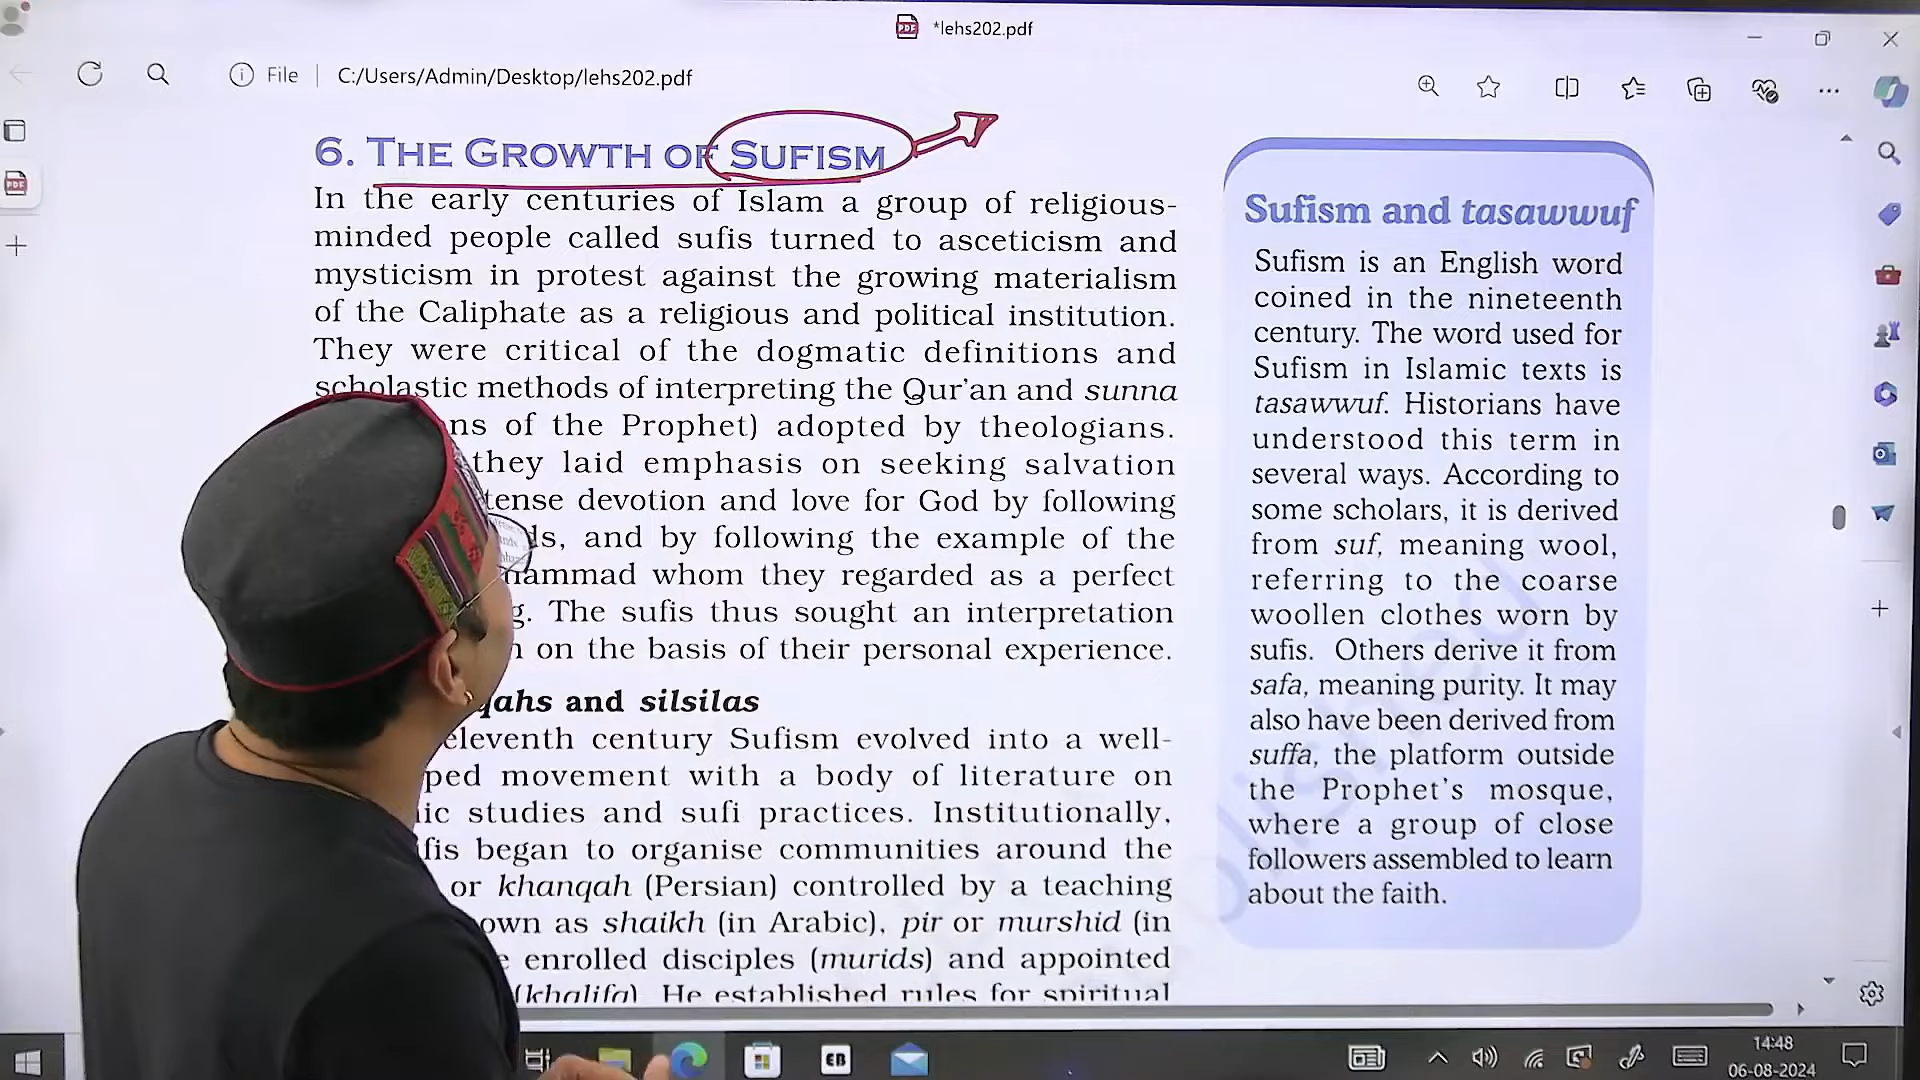 *lehs202.pdf
File
C:/Users/Admin/Desktop/lehs202.pdf
6. THE GROWTH OF SUFISM
In the early centuries of Islam a group of religious-
minded people called sufis turned to asceticism and
mysticism in protest against the growing materialism
of the Caliphate as a religious and political institution.
They were critical of the dogmatic definitions and
scholastic methods of interpreting the Qur'an and sunna
of the Prophet) adopted by theologians.
they laid emphasis on seeking salvation
devotion and love for God by following
and by following the example of the
whom they regarded as a perfect
The sufis thus sought an interpretation
on the basis of their personal experience.
and silsilas
eleventh century Sufism evolved into a well-
movement with a body of literature on
studies and sufi practices. Institutionally,
began to organise communities around the
or khanqah (Persian) controlled by a teaching
as shaikh (in Arabic), pir or murshid (in
enrolled disciples (murids) and appointed
(khalifa). He established rules for spiritual
Sufism and tasawwuf
Sufism is an English word
coined in the nineteenth
century. The word used for
Sufism in Islamic texts is
tasawwuf. Historians have
understood this term in
several ways. According to
some scholars, it is derived
from suf, meaning wool,
referring to the coarse
woollen clothes worn by
sufis. Others derive it from
safa, meaning purity. It may
also have been derived from
suffa, the platform outside
the Prophet's mosque,
where a group of close
followers assembled to learn
about the faith.
EB
14:48
06-08-2024